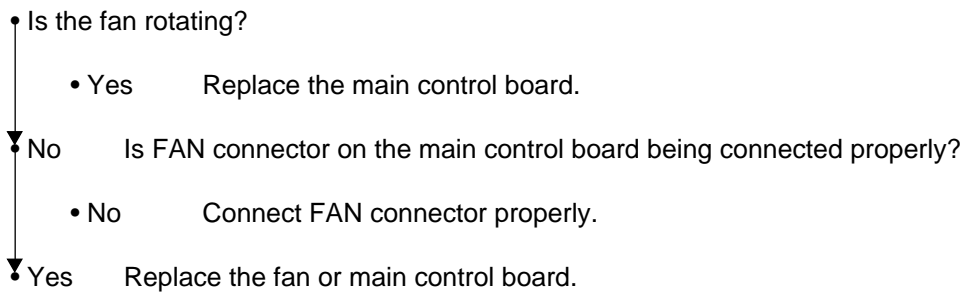 • Is the fan rotating?
• Yes Replace the main control board.
• No Is FAN connector on the main control board being connected properly?
• No Connect FAN connector properly.
• Yes Replace the fan or main control board.